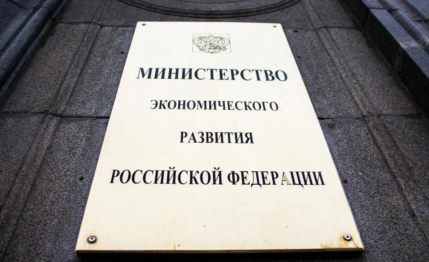 МИНИСТЕРСТВО
ЭКОНОМИЧЕСКОГО
РАЗВИТИЯ
РОССИЙСКОЙ ФЕДЕРАЦИИ